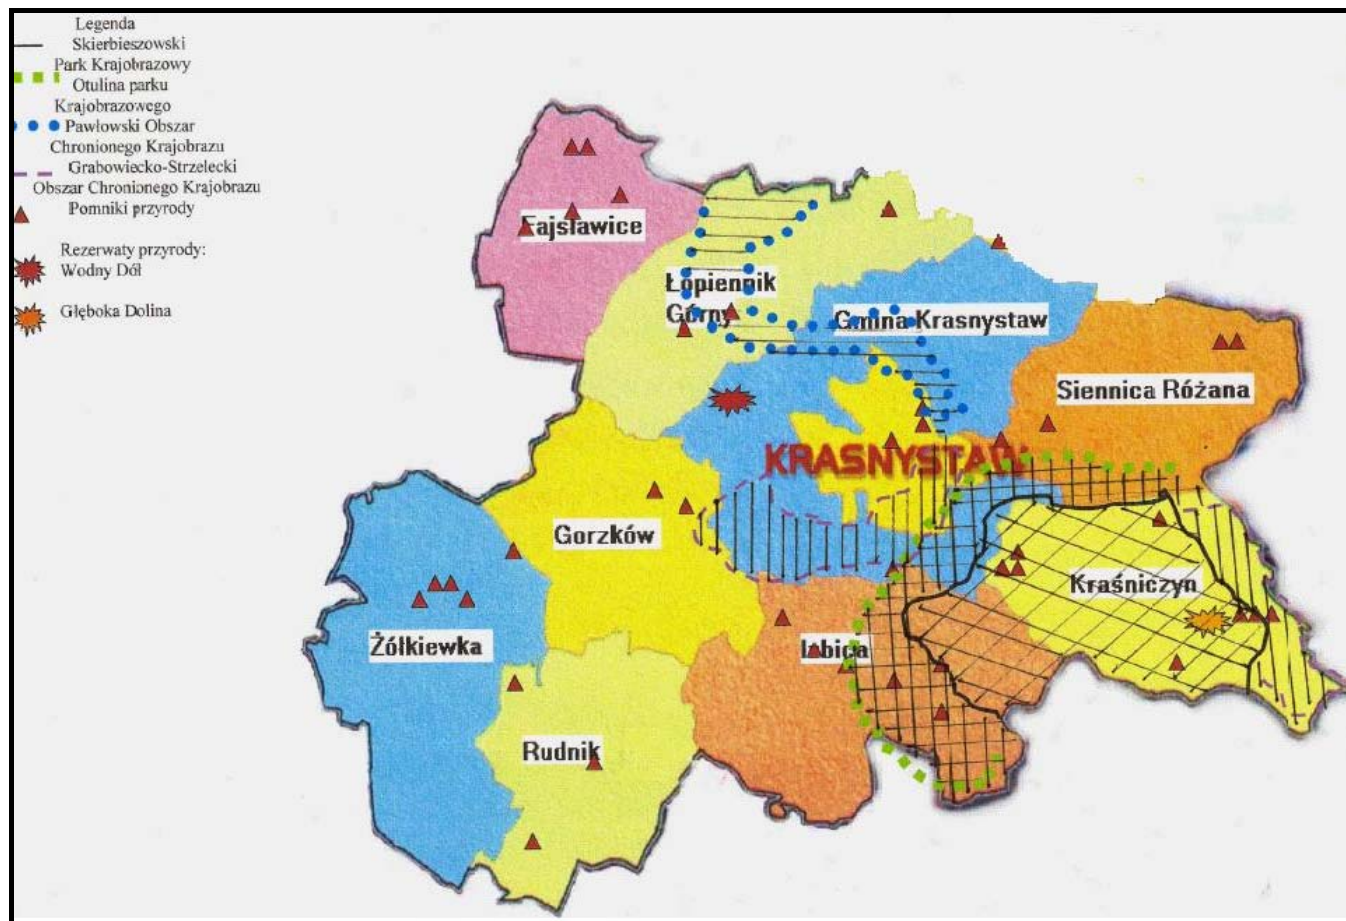 Legenda
Skierbieszowski
Park Krajobrazowy
Otulina parku
Krajobrazowego
Pawłowski Obszar
Chronionego Krajobrazu
Grabowiecko-Strzelecki
Obszar Chronionego Krajobrazu
Pomniki przyrody
Rezerwaty przyrody:
Wodny Dół
Głęboka Dolina
Fajsławice
Łopiennik
Górny
Gmina Krasnystaw
Siennica Różana
KRASNYSTAW
Gorzków
Kraśniczyn
Żółkiewka
Izbica
Rudnik